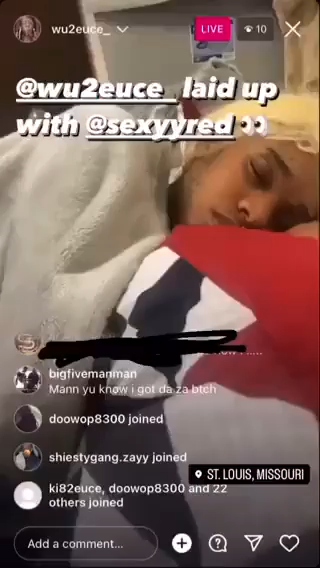 wu2euce_
LIVE
10
@wu2euce_ laid up
with @sexyyred 👀
bigfivemanman
Mann yu know i got da za btch
doowop8300 joined
shiestygang.zayy joined
ST. LOUIS, MISSOURI
ki82euce, doowop8300 and 22
others joined
Add a comment...